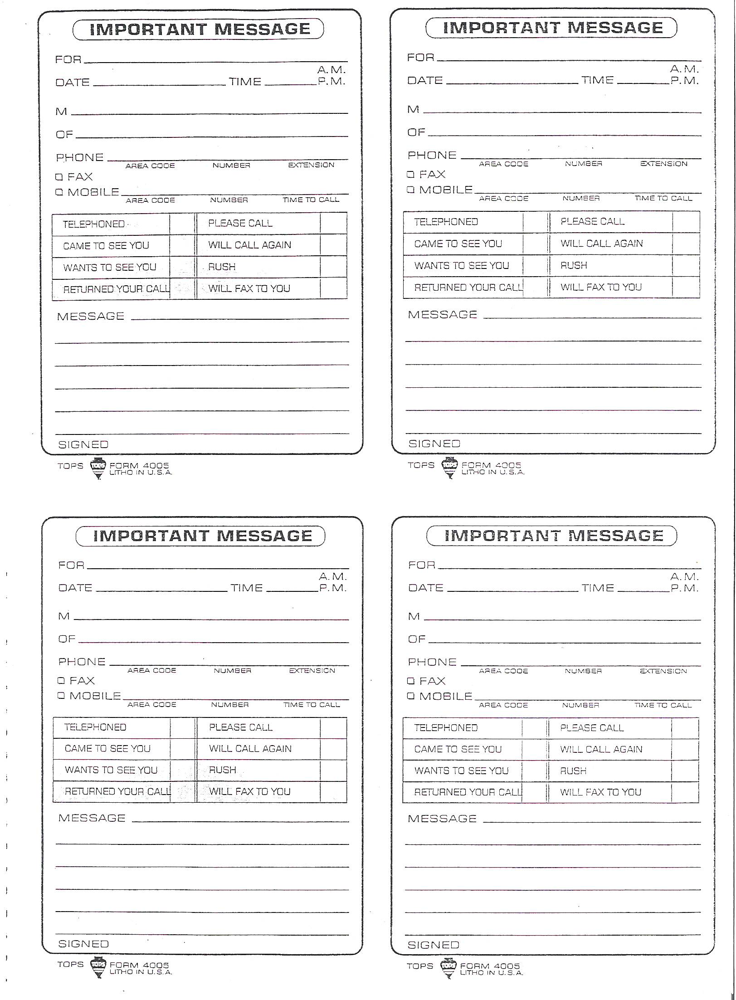 IMPORTANT MESSAGE
FOR
A.M.
DATE TIME P.M.
M
OF
PHONE
AREA CODE NUMBER EXTENSION
FAX
MOBILE
AREA CODE NUMBER TIME TO CALL
TELEPHONED PLEASE CALL
CAME TO SEE YOU WILL CALL AGAIN
WANTS TO SEE YOU RUSH
RETURNED YOUR CALL WILL FAX TO YOU
MESSAGE
SIGNED
TOPS TOPS FORM 4005
LITHO IN U.S.A.
IMPORTANT MESSAGE
FOR
A.M.
DATE TIME P.M.
M
OF
PHONE
AREA CODE NUMBER EXTENSION
FAX
MOBILE
AREA CODE NUMBER TIME TO CALL
TELEPHONED PLEASE CALL
CAME TO SEE YOU WILL CALL AGAIN
WANTS TO SEE YOU RUSH
RETURNED YOUR CALL WILL FAX TO YOU
MESSAGE
SIGNED
TOPS TOPS FORM 4005
LITHO IN U.S.A.
IMPORTANT MESSAGE
FOR
A.M.
DATE TIME P.M.
M
OF
PHONE
AREA CODE NUMBER EXTENSION
FAX
MOBILE
AREA CODE NUMBER TIME TO CALL
TELEPHONED PLEASE CALL
CAME TO SEE YOU WILL CALL AGAIN
WANTS TO SEE YOU RUSH
RETURNED YOUR CALL WILL FAX TO YOU
MESSAGE
SIGNED
TOPS TOPS FORM 4005
LITHO IN U.S.A.
IMPORTANT MESSAGE
FOR
A.M.
DATE TIME P.M.
M
OF
PHONE
AREA CODE NUMBER EXTENSION
FAX
MOBILE
AREA CODE NUMBER TIME TO CALL
TELEPHONED PLEASE CALL
CAME TO SEE YOU WILL CALL AGAIN
WANTS TO SEE YOU RUSH
RETURNED YOUR CALL WILL FAX TO YOU
MESSAGE
SIGNED
TOPS TOPS FORM 4005
LITHO IN U.S.A.